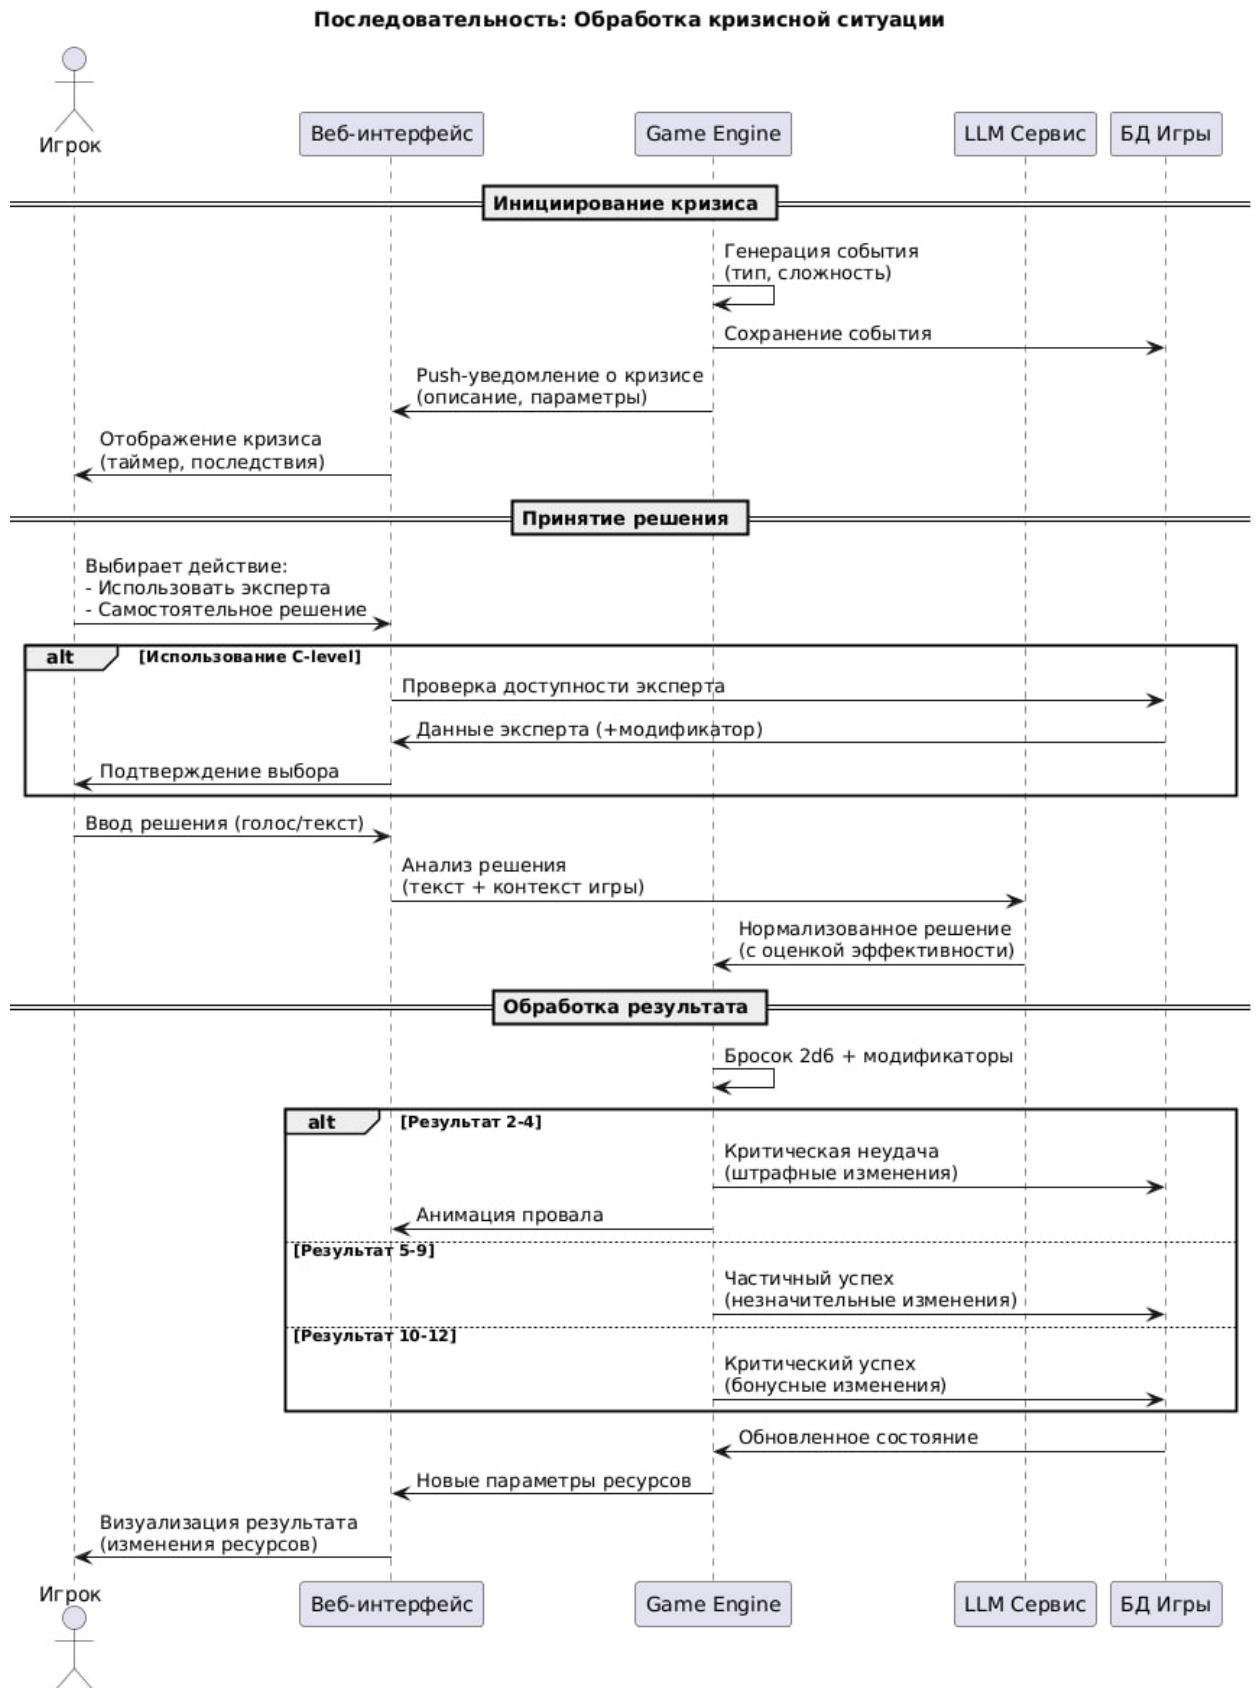 Последовательность: Обработка кризисной ситуации
Игрок
Веб-интерфейс
Game Engine
LLM Сервис
БД Игры
Инициирование кризиса
Генерация события
(тип, сложность)
Сохранение события
Push-уведомление о кризисе
(описание, параметры)
Отображение кризиса
(таймер, последствия)
Принятие решения
Выбирает действие:
- Использовать эксперта
- Самостоятельное решение
alt
[Использование C-level]
Проверка доступности эксперта
Данные эксперта (+модификатор)
Подтверждение выбора
Ввод решения (голос/текст)
Анализ решения
(текст + контекст игры)
Нормализованное решение
(с оценкой эффективности)
Обработка результата
Бросок 2d6 + модификаторы
alt
[Результат 2-4]
Критическая неудача
(штрафные изменения)
Анимация провала
[Результат 5-9]
Частичный успех
(незначительные изменения)
[Результат 10-12]
Критический успех
(бонусные изменения)
Обновленное состояние
Новые параметры ресурсов
Визуализация результата
(изменения ресурсов)
Игрок
Веб-интерфейс
Game Engine
LLM Сервис
БД Игры